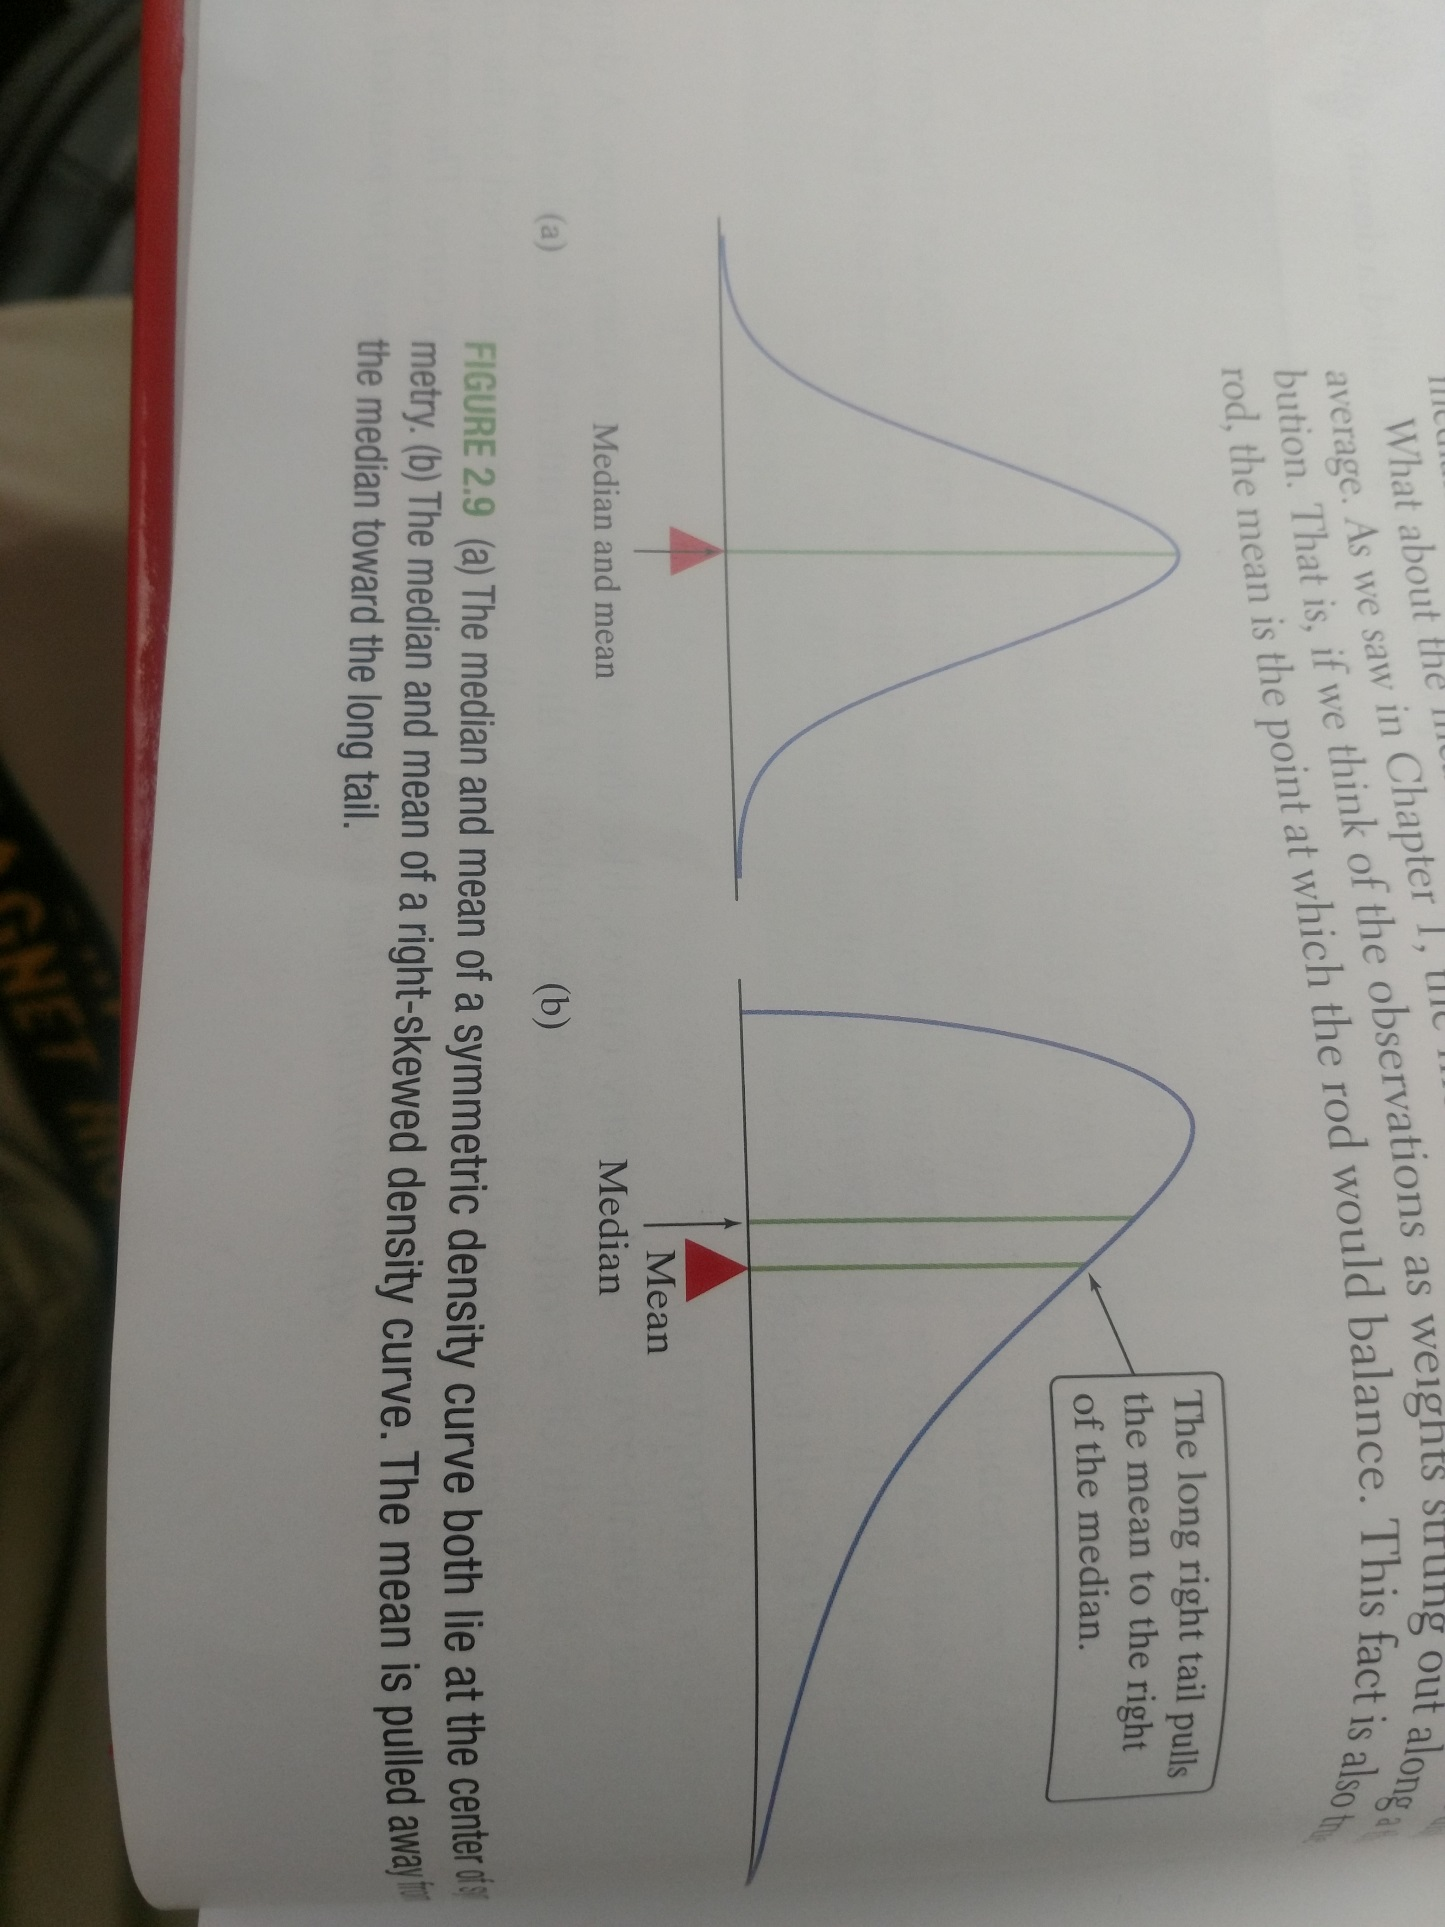 What about the
average. As we saw in Chapter 1, the
bution. That is, if we think of the observations as weights strung out along a
rod, the mean is the point at which the rod would balance. This fact is also
The long right tail pulls
the mean to the right
of the median.
Median and mean
Mean
Median
(a)
(b)
FIGURE 2.9 (a) The median and mean of a symmetric density curve both lie at the center of
metry. (b) The median and mean of a right-skewed density curve. The mean is pulled away
the median toward the long tail.